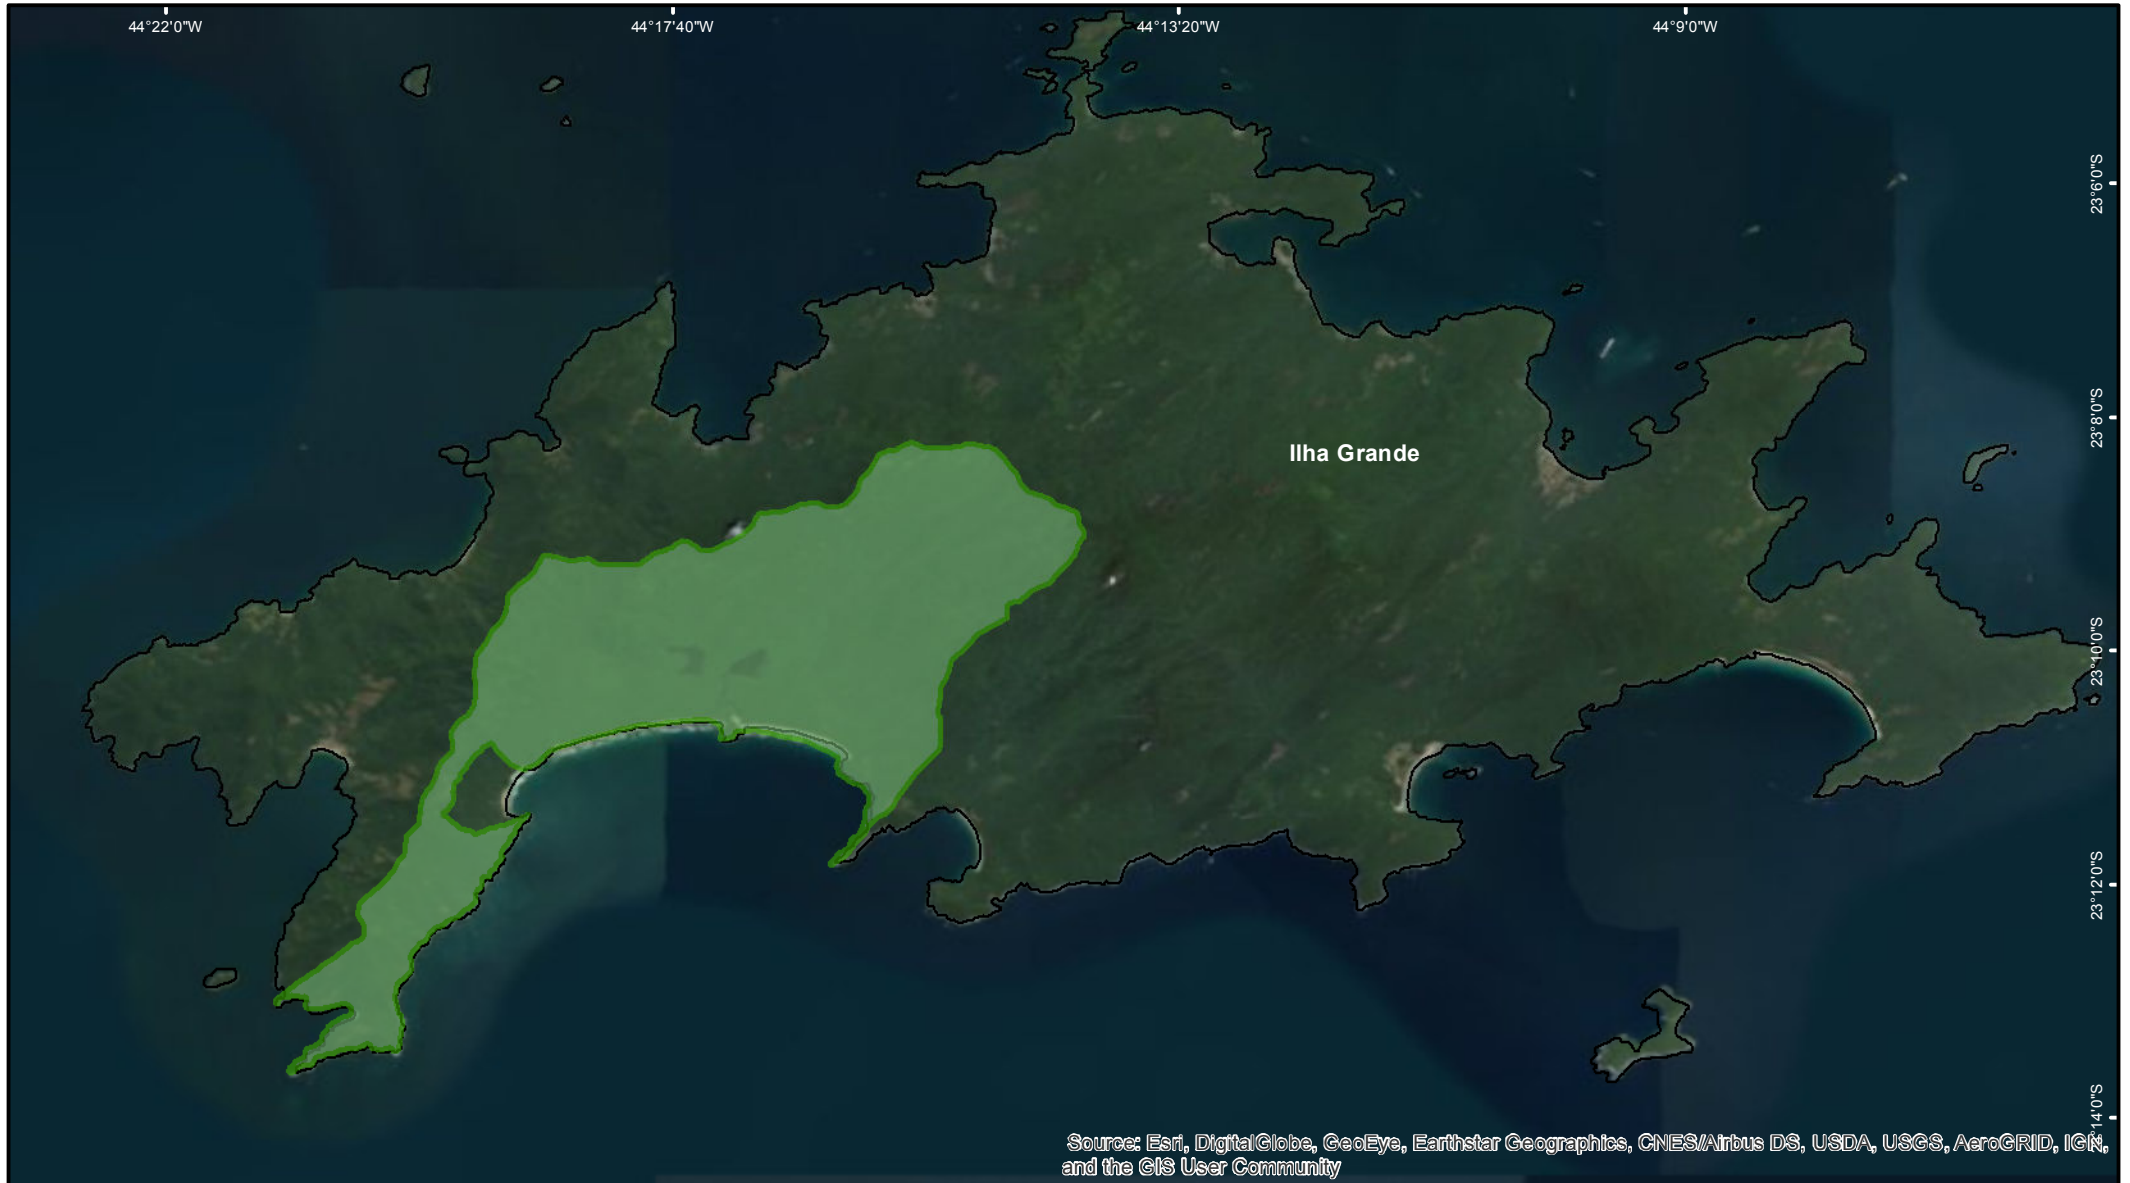 44°22'0"W
44°17'40"W
44°13'20"W
44°9'0"W
23°6'0"S
23°8'0"S
Ilha Grande
23°10'0"S
23°12'0"S
23°14'0"S
Source: Esri, DigitalGlobe, GeoEye, Earthstar Geographics, CNES/Airbus DS, USDA, USGS, AeroGRID, IGN,
and the GIS User Community